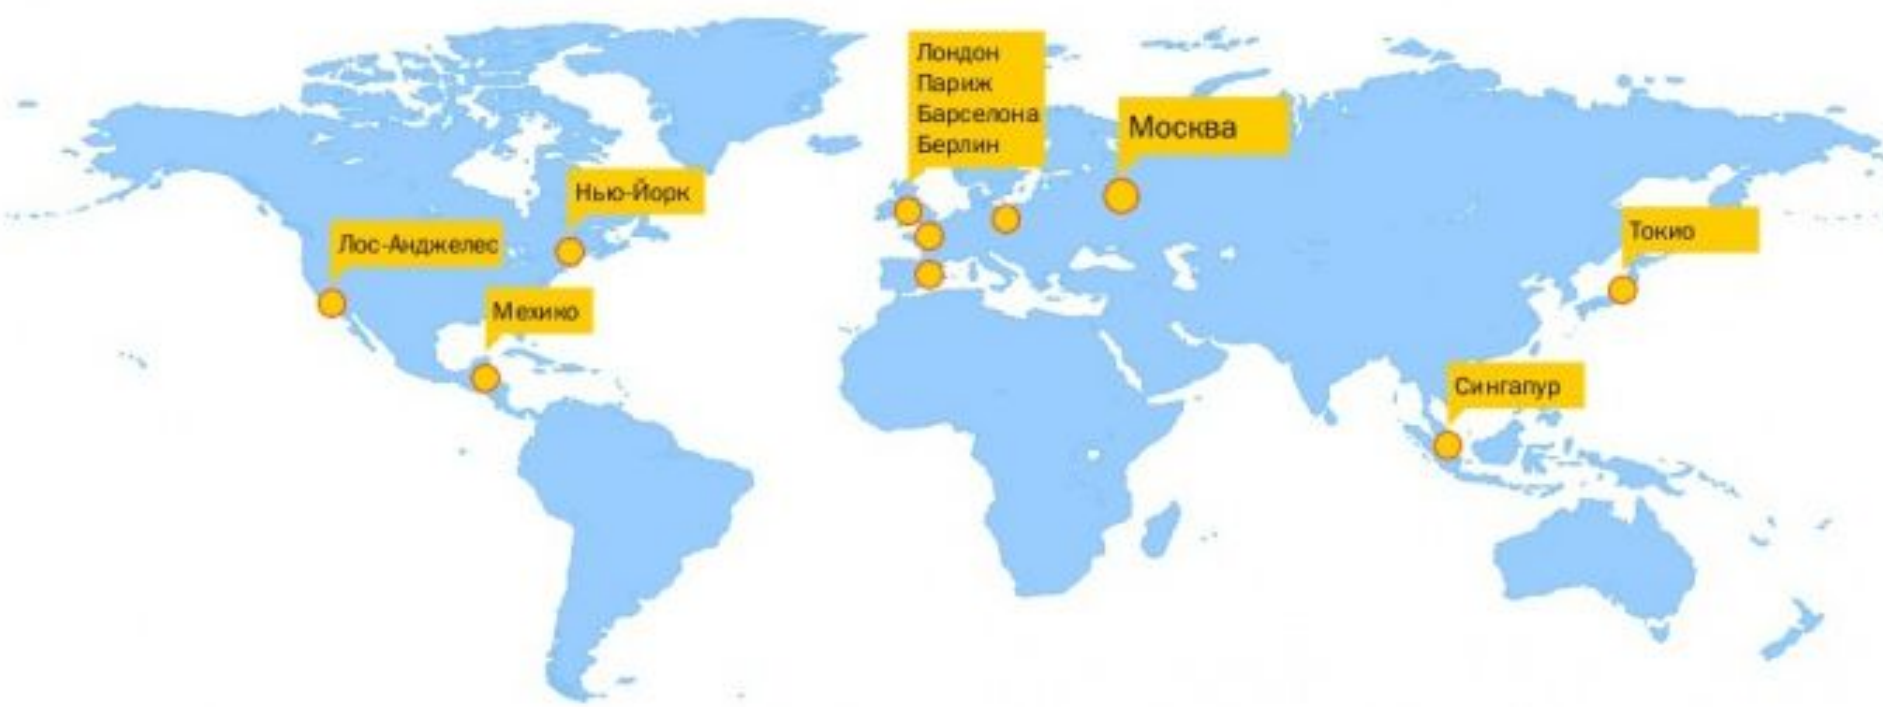 Лондон
Париж
Барселона
Берлин
Москва
Нью-Йорк
Лос-Анджелес
Токио
Мехико
Сингапур